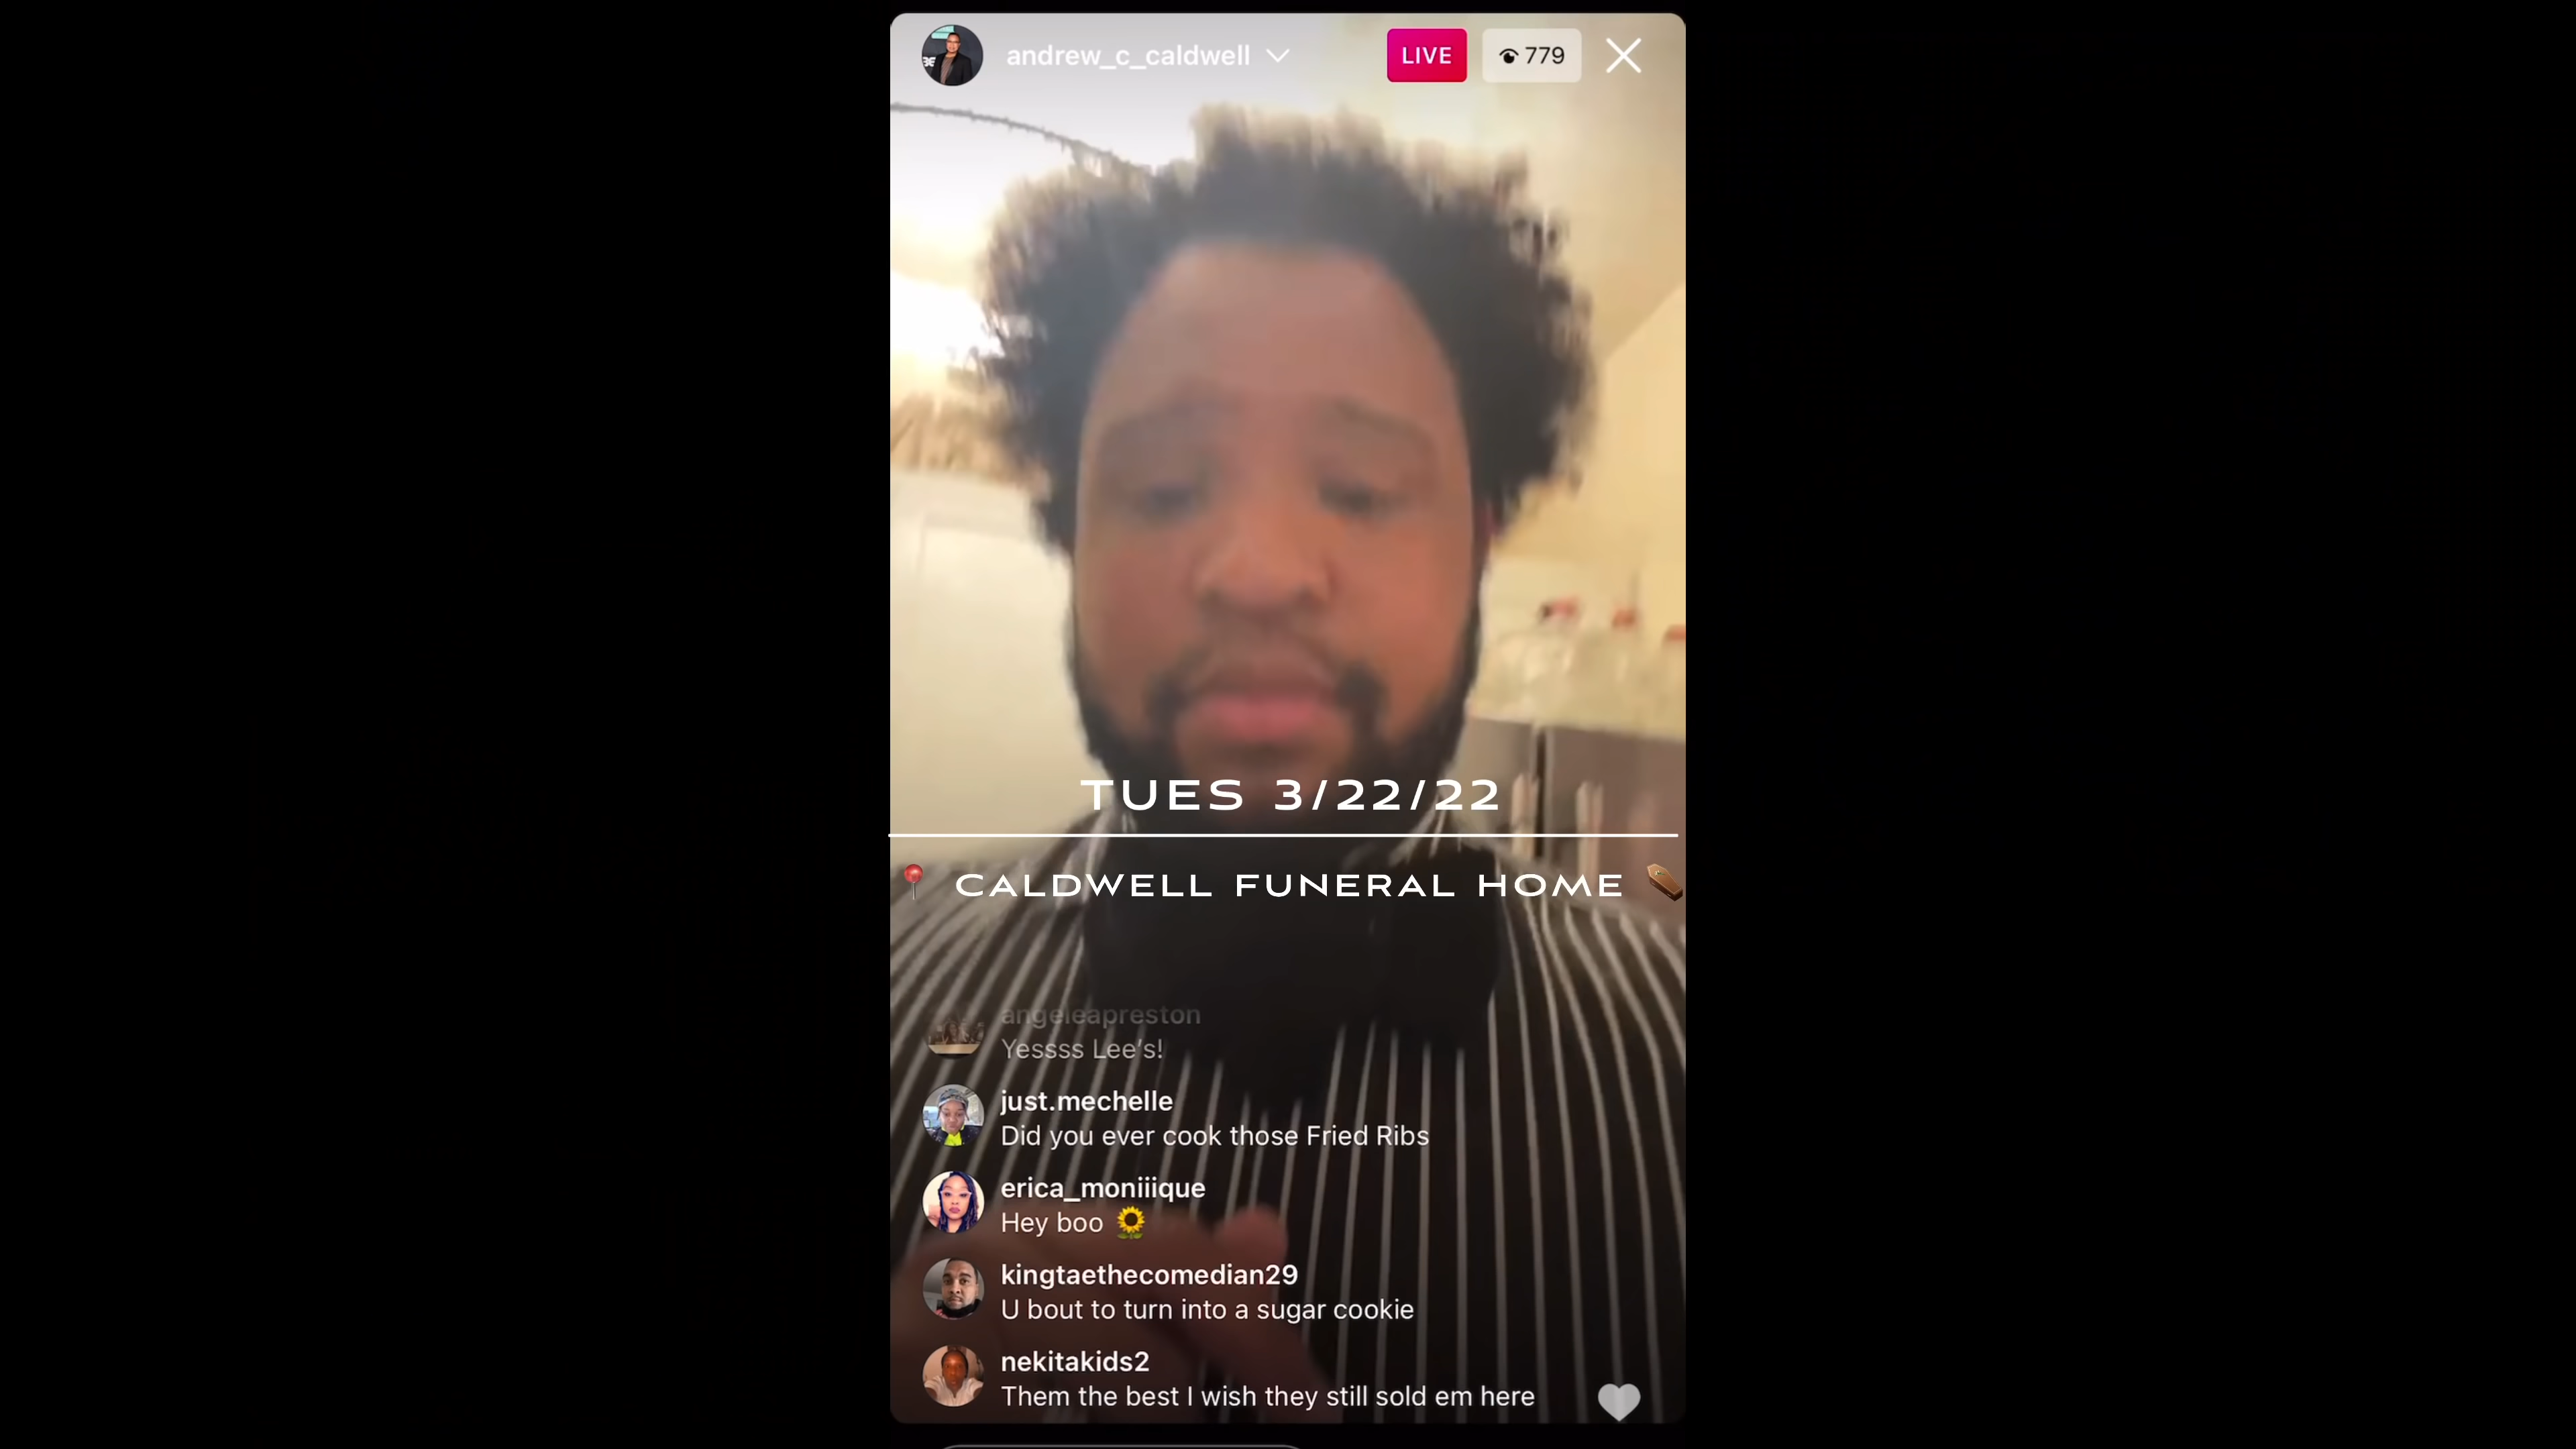 andrew_c_caldwell
LIVE
779
TUES 3/22/22
CALDWELL FUNERAL HOME
angeleapreston
Yessss Lee's!
just.mechelle
Did you ever cook those Fried Ribs
erica_moniiique
Hey boo 🌻
kingtaethecomedian29
U bout to turn into a sugar cookie
nekitakids2
Them the best I wish they still sold em here